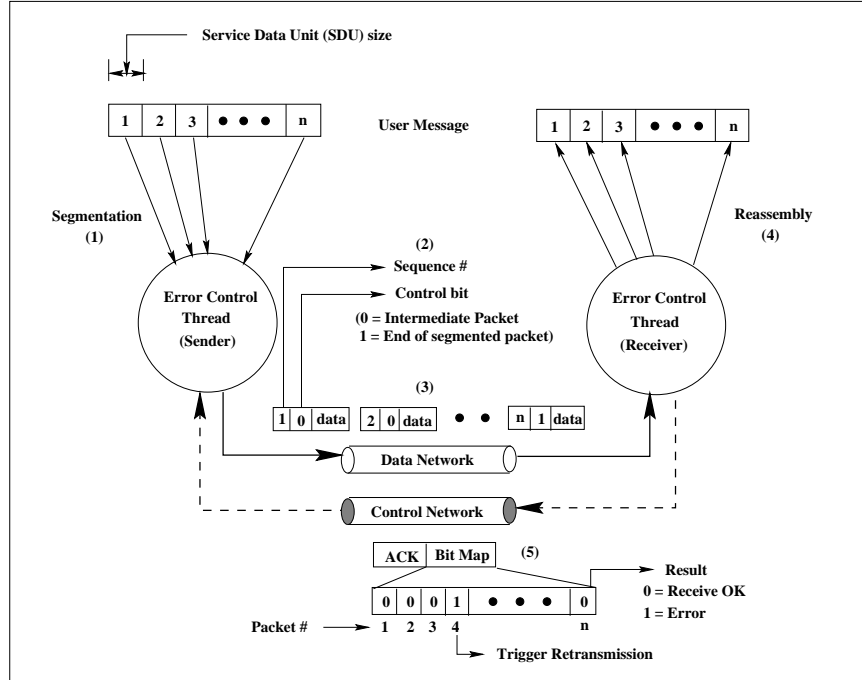 Service Data Unit (SDU) size
1 2 3 • • • n
User Message
1 2 3 • • • n
Segmentation
(1)
Reassembly
(4)
(2)
Sequence #
Control bit
(0 = Intermediate Packet
1 = End of segmented packet)
Error Control
Thread
(Sender)
Error Control
Thread
(Receiver)
(3)
1 0 data 2 0 data • • n 1 data
Data Network
Control Network
ACK Bit Map (5)
Result
0 = Receive OK
1 = Error
0 0 0 1 • • • 0
Packet # 1 2 3 4 n
Trigger Retransmission